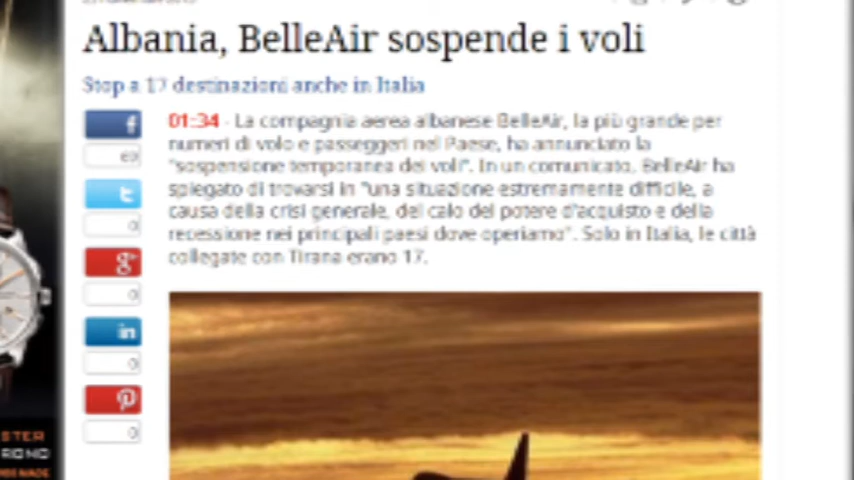 Albania, BelleAir sospende i voli
Stop a 17 destinazioni anche in Italia
01:34 - La compagnia aerea albanese BelleAir, la più grande per
numeri di volo e passeggeri nel Paese, ha annunciato la
"sospensione temporanea dei voli". In un comunicato, BelleAir ha
spiegato di trovarsi in "una situazione estremamente difficile, a
causa della crisi generale, del calo del potere d'acquisto e della
recessione nei principali paesi dove operiamo". Solo in Italia, le città
collegate con Tirana erano 17.
f
t
0
g+
0
in
0
0
STER
RONO